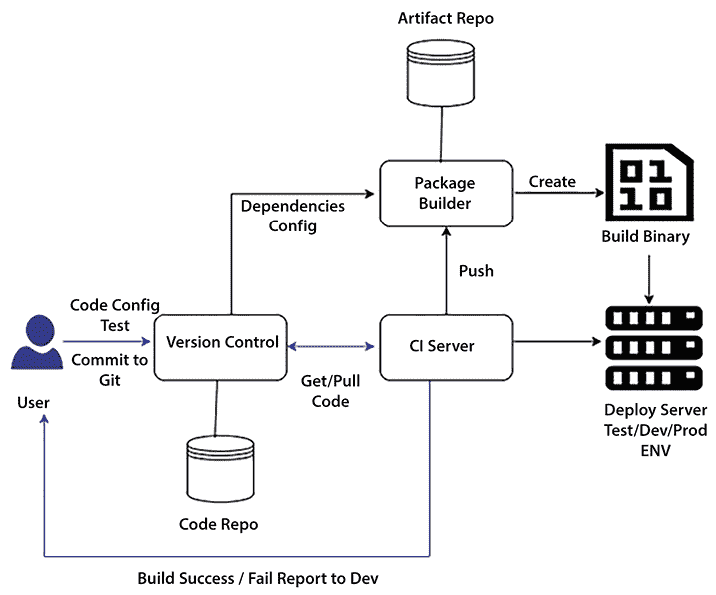 Artifact Repo
0110
Package
Builder
Create
Dependencies
Config
Build Binary
Push
Code Config
Test
Version Control
CI Server
Commit to
Git
Get/Pull
Code
User
Deploy Server
Test/Dev/Prod
ENV
Code Repo
Build Success / Fail Report to Dev